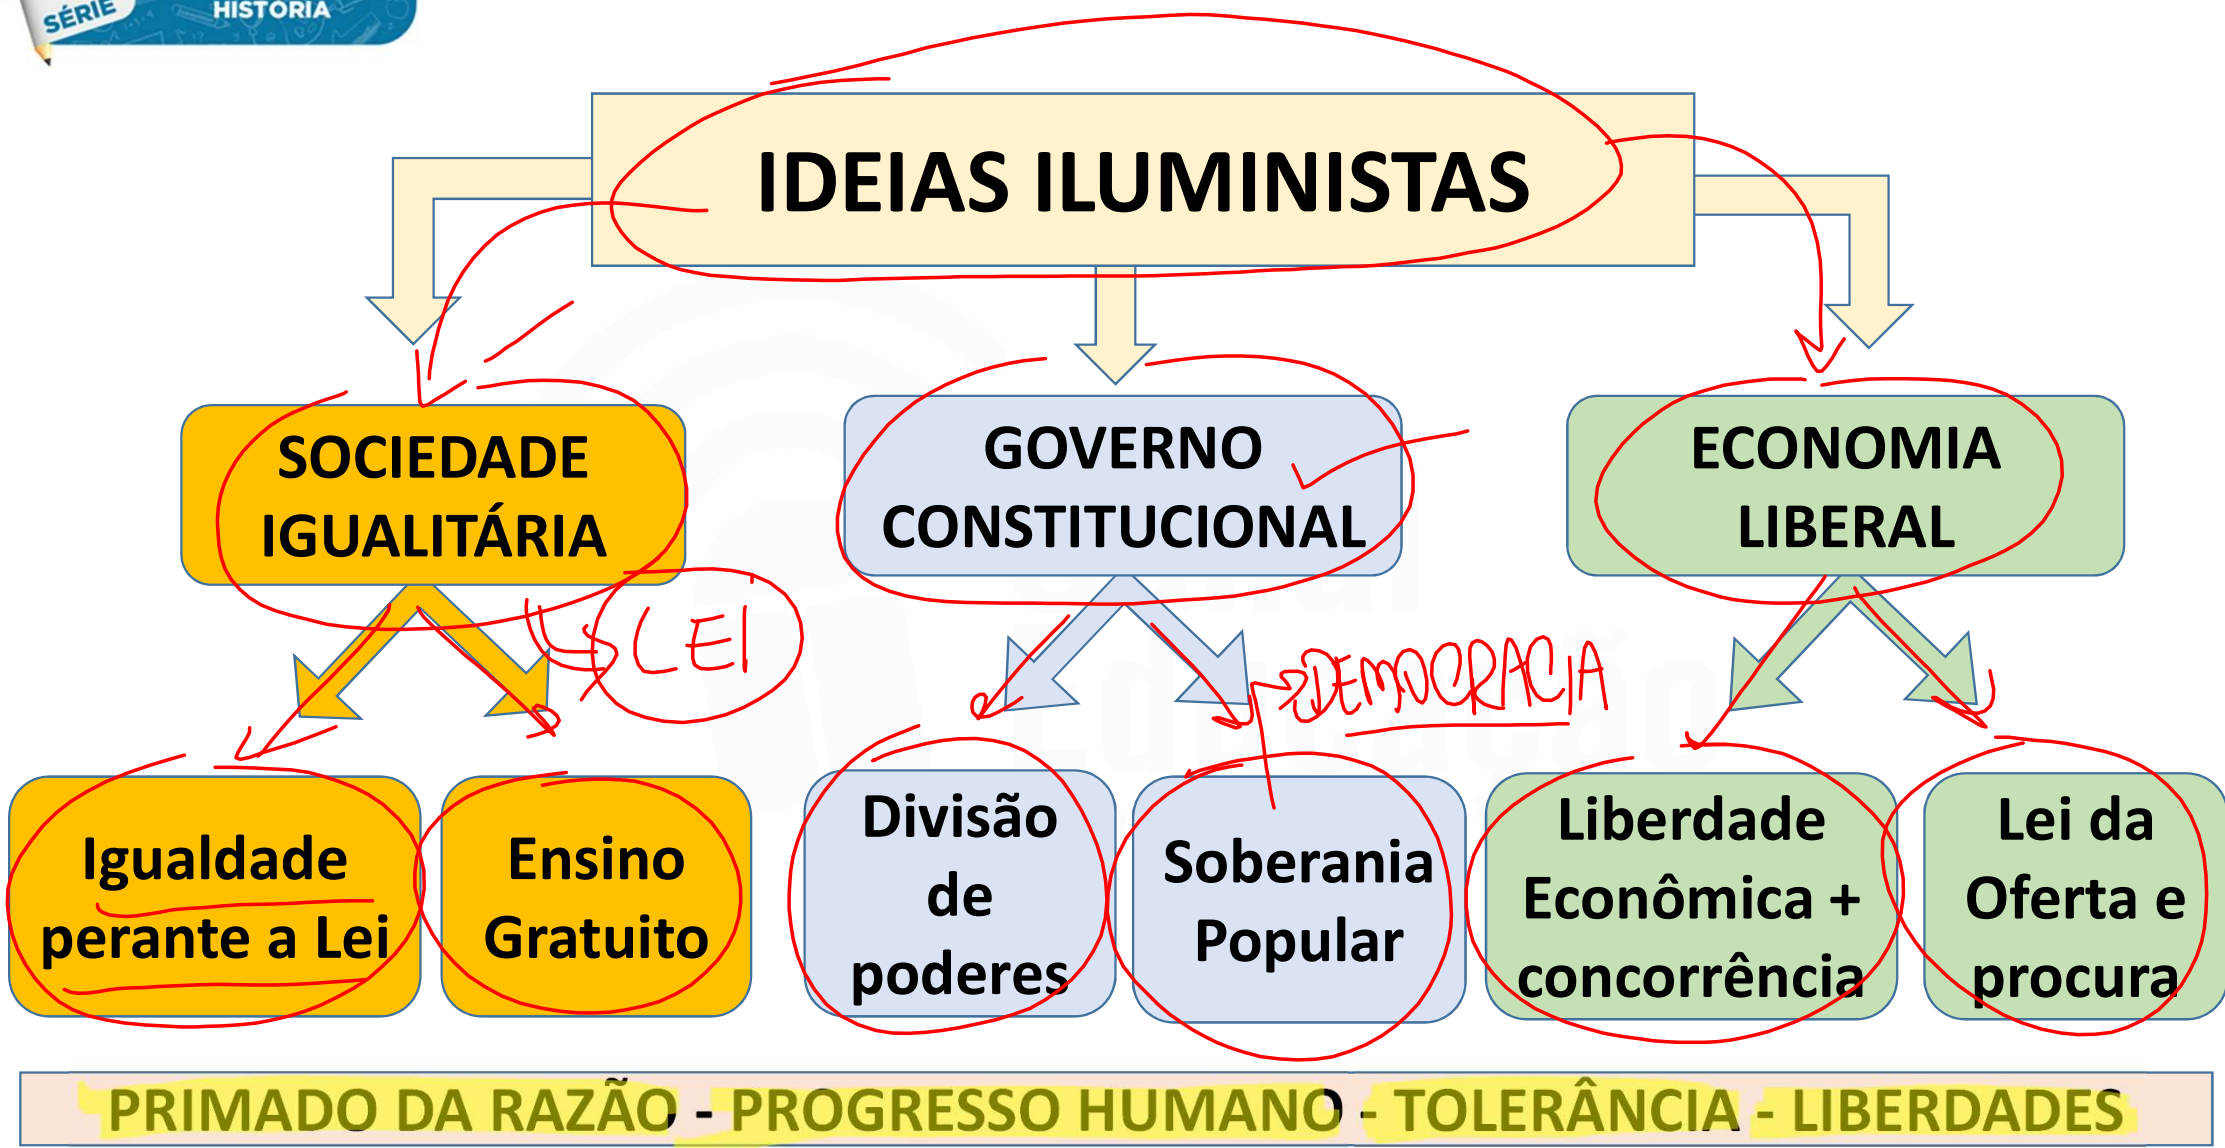 SÉRIE
HISTÓRIA
IDEIAS ILUMINISTAS
SOCIEDADE
IGUALITÁRIA
GOVERNO
CONSTITUCIONAL
ECONOMIA
LIBERAL
LEI
DEMOCRACIA
Igualdade
perante a Lei
Ensino
Gratuito
Divisão
de
poderes
Soberania
Popular
Liberdade
Econômica +
concorrência
Lei da
Oferta e
procura
PRIMADO DA RAZÃO - PROGRESSO HUMANO - TOLERÂNCIA - LIBERDADES